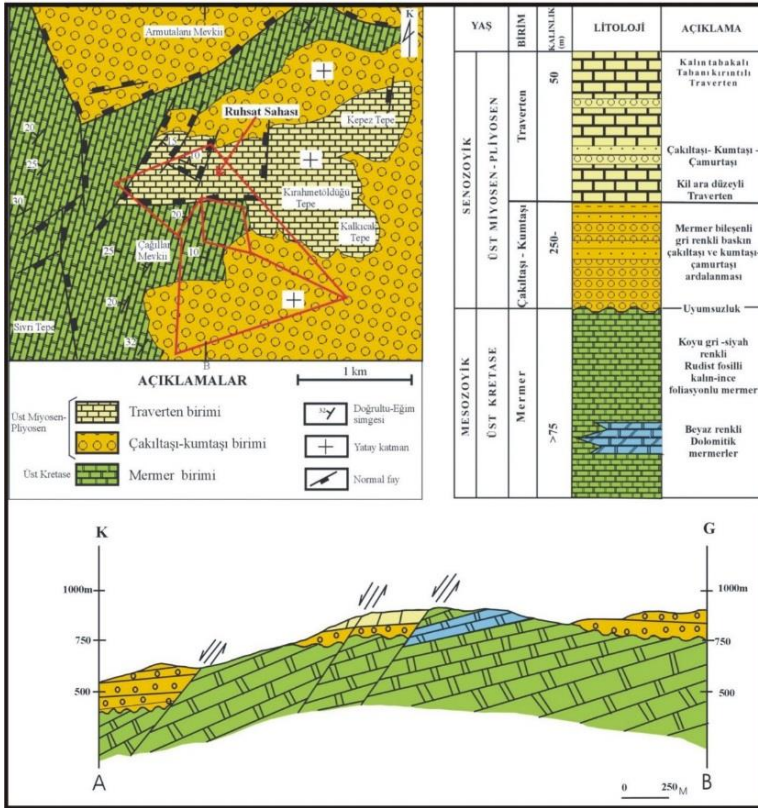 Armutalanı Mevkii
K
Ruhsat Sahası
Kepez Tepe
15
10
20
25
30
Kırahmetöldüğü
Tepe
20
Kalkıcak
Tepe
Çağıllar
Mevkii
25
10
20
Sivri Tepe
32
B
AÇIKLAMALAR
1 km
Üst Miyosen-
Pliyosen
Traverten birimi
Çakıltaşı-kumtaşı birimi
Üst Kretase
Mermer birimi
32
Doğrultu-Eğim
simgesi
Yatay katman
Normal fay
YAŞ
BİRİM
KALINLIK
(m)
LİTOLOJİ
AÇIKLAMA
SENOZOYİK
ÜST MİYOSEN-PLİYOSEN
Traverten
50
Kalın tabakalı
Taban kırıntılı
Traverten
Çakıltaşı- Kumtaşı -
Çamurtaşı
Kil ara düzeyli
Traverten
Çakıltaşı - Kumtaşı
250-
Mermer bileşenli
gri renkli baskın
çakıltaşı ve kumtaşı-
çamurtaşı
ardalanması
Uyumsuzluk
MESOZOYİK
ÜST KRETASE
Mermer
>75
Koyu gri -siyah
renkli
Rudist fosilli
kalın-ince
foliasyonlu mermer
Beyaz renkli
Dolomitik
mermerler
K
G
1000m
1000m
750
750
500
500
A
B
0 250M